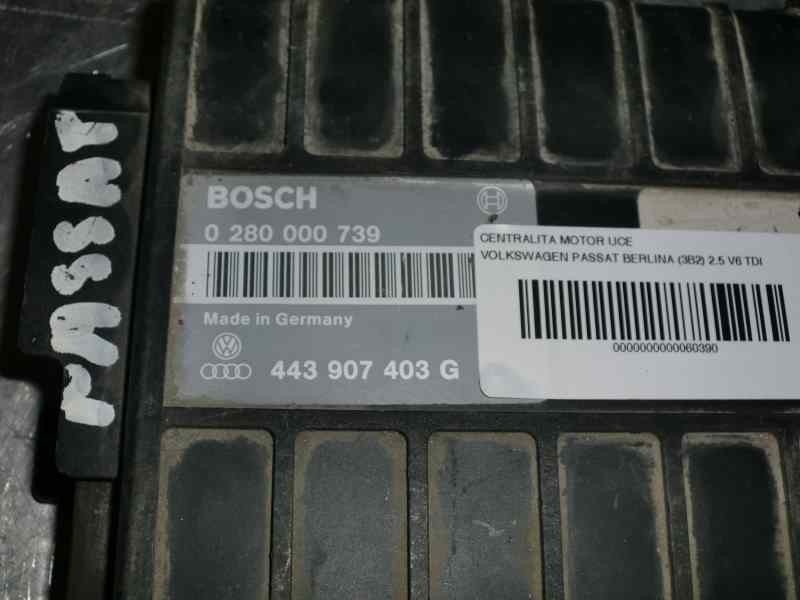 PASSAT
BOSCH
0 280 000 739
Made in Germany
443 907 403 G
CENTRALITA MOTOR UCE
VOLKSWAGEN PASSAT BERLINA (3B2) 2.5 V6 TDI
0000000000060390